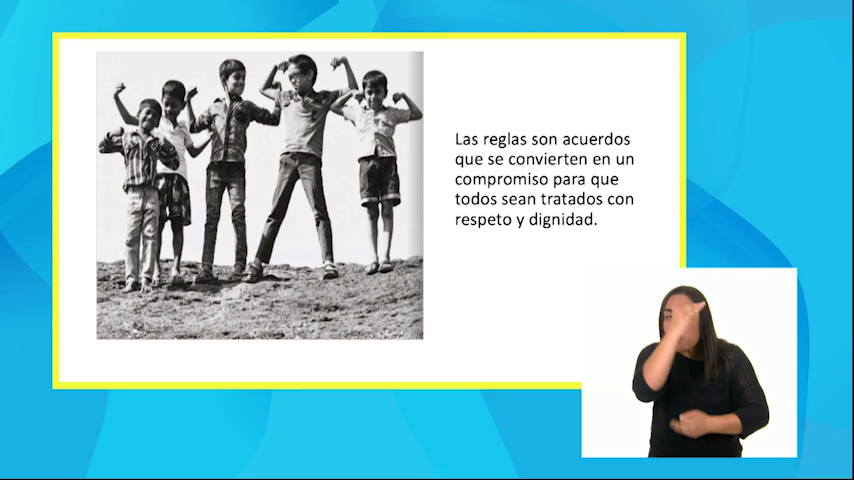 Las reglas son acuerdos
que se convierten en un
compromiso para que
todos sean tratados con
respeto y dignidad.